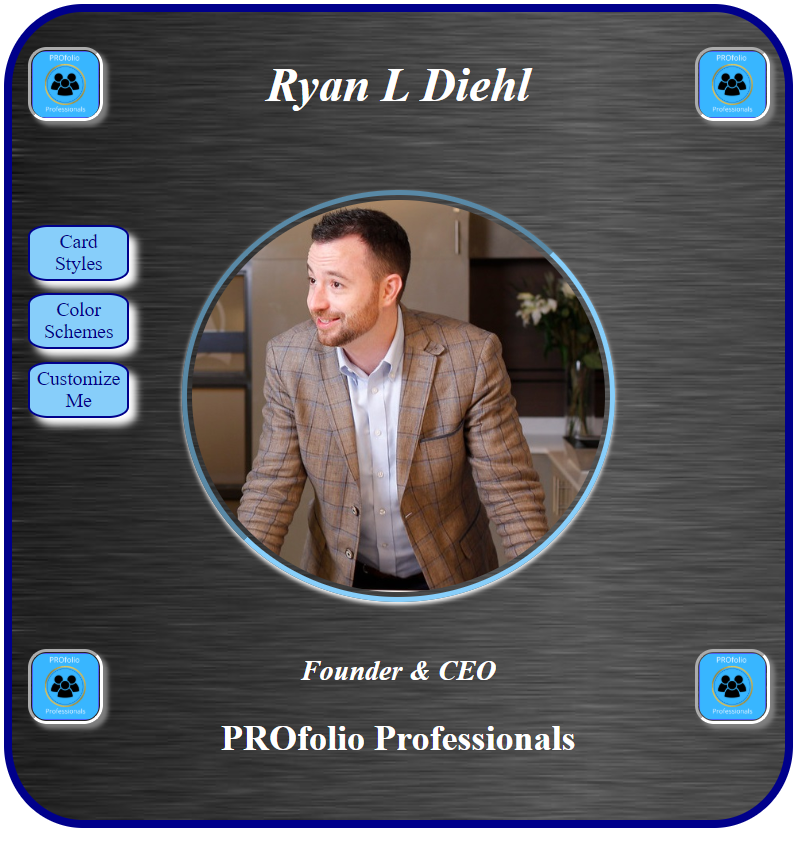 PROfolio
Professionals
Ryan L Diehl
PROfolio
Professionals
Card
Styles
Color
Schemes
Customize
Me
PROfolio
Professionals
Founder & CEO
PROfolio Professionals
PROfolio
Professionals